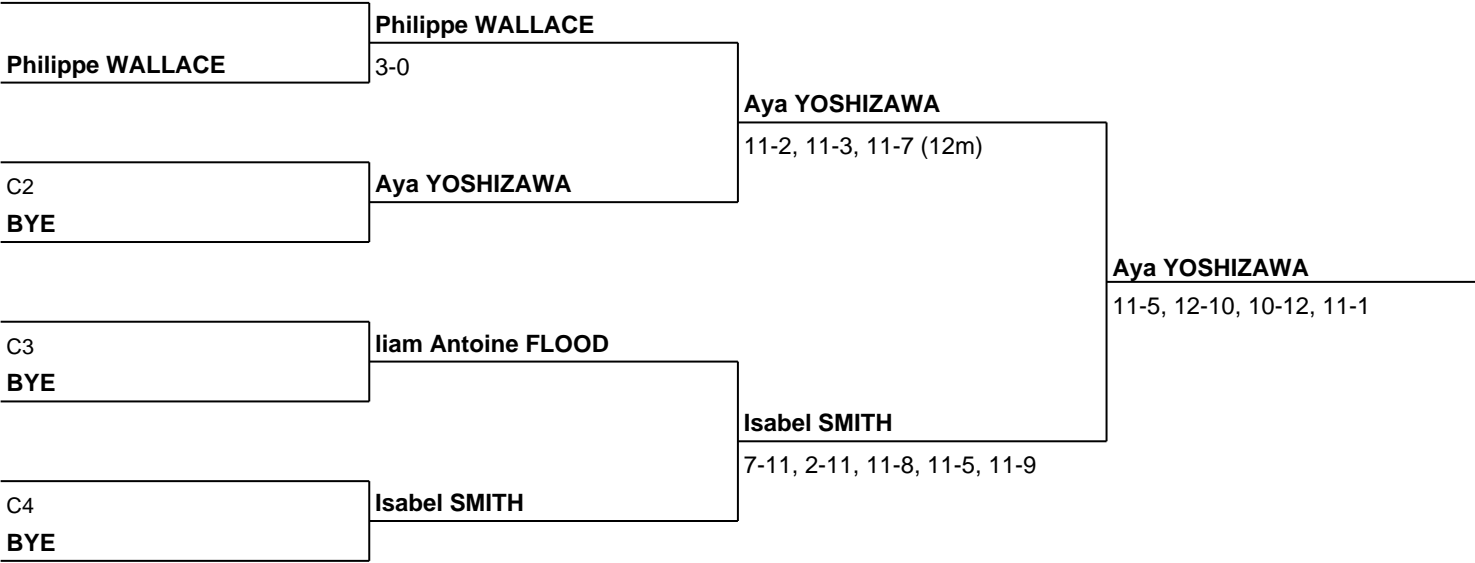 Philippe WALLACE
Philippe WALLACE
3-0
Aya YOSHIZAWA
11-2, 11-3, 11-7 (12m)
C2
Aya YOSHIZAWA
BYE
Aya YOSHIZAWA
11-5, 12-10, 10-12, 11-1
C3
liam Antoine FLOOD
BYE
Isabel SMITH
7-11, 2-11, 11-8, 11-5, 11-9
C4
Isabel SMITH
BYE